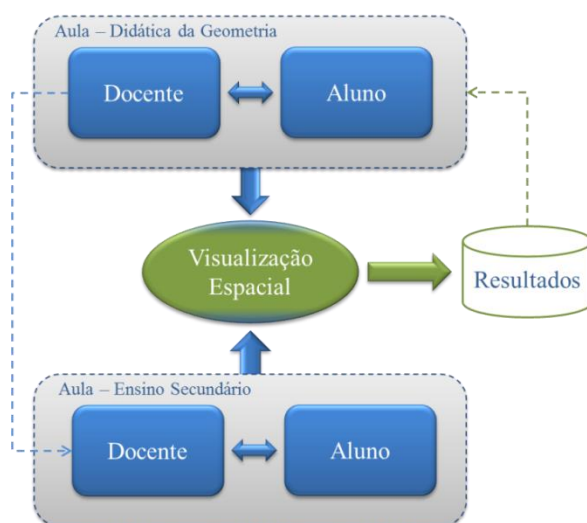 Aula – Didática da Geometria
Docente
Aluno
Visualização
Espacial
Resultados
Aula – Ensino Secundário
Docente
Aluno